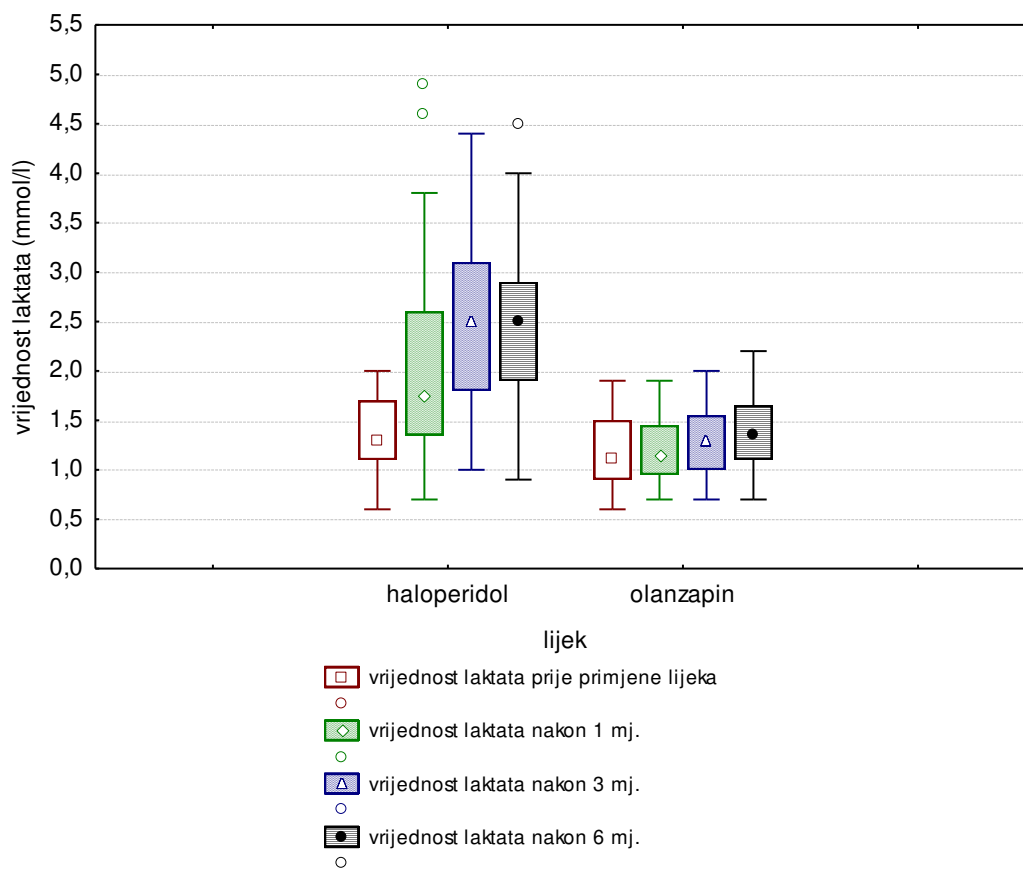 5,5
5,0
4,5
4,0
3,5
3,0
2,5
2,0
1,5
1,0
0,5
0,0
vrijednost laktata (mmol/l)
haloperidol olanzapin
lijek
vrijednost laktata prije primjene lijeka
vrijednost laktata nakon 1 mj.
vrijednost laktata nakon 3 mj.
vrijednost laktata nakon 6 mj.